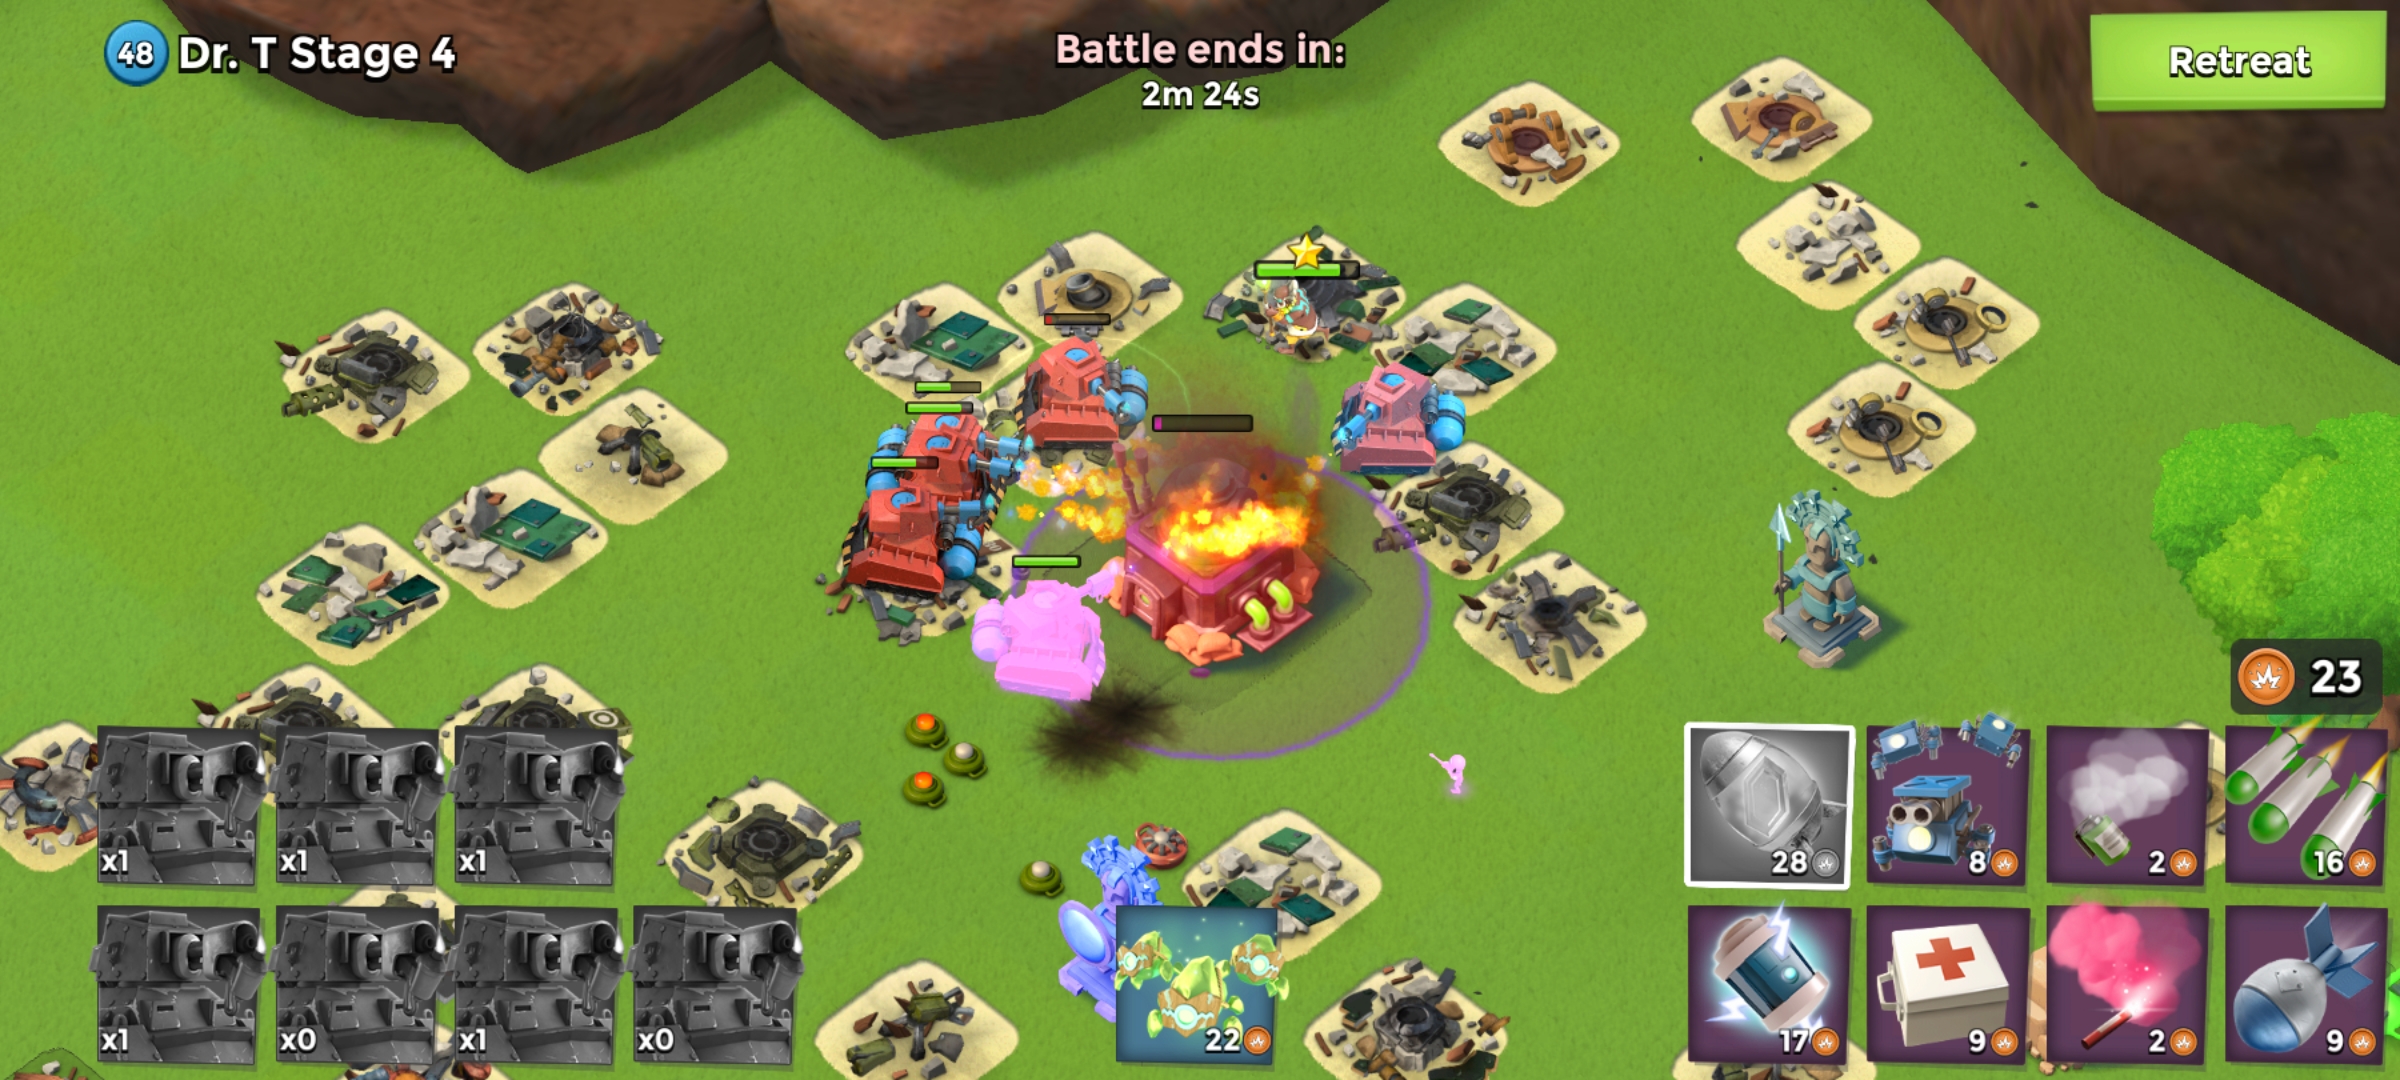 48 Dr. T Stage 4
Battle ends in:
2m 24s
Retreat
23
x1
x1
x1
28
8
2
16
x1
x0
x1
x0
22
17
9
2
9